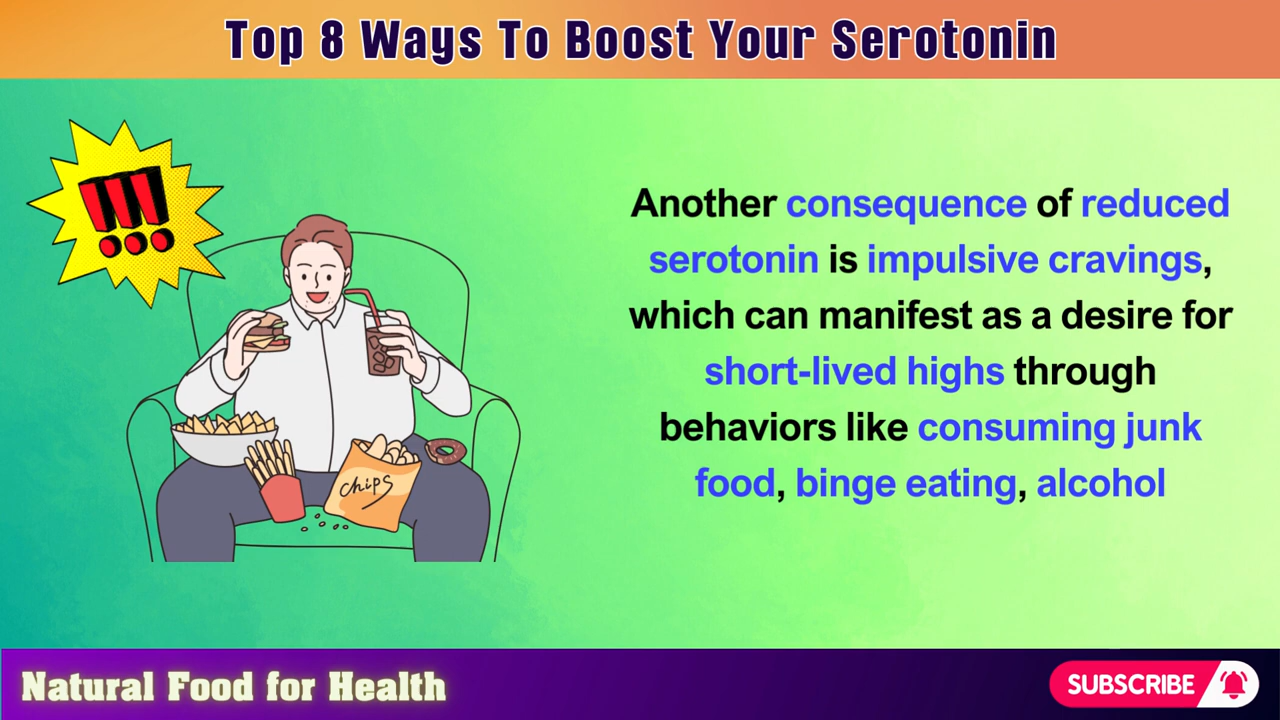 Top 8 Ways To Boost Your Serotonin
!!!
Another consequence of reduced
serotonin is impulsive cravings,
which can manifest as a desire for
short-lived highs through
behaviors like consuming junk
food, binge eating, alcohol
chips
Natural Food for Health
SUBSCRIBE